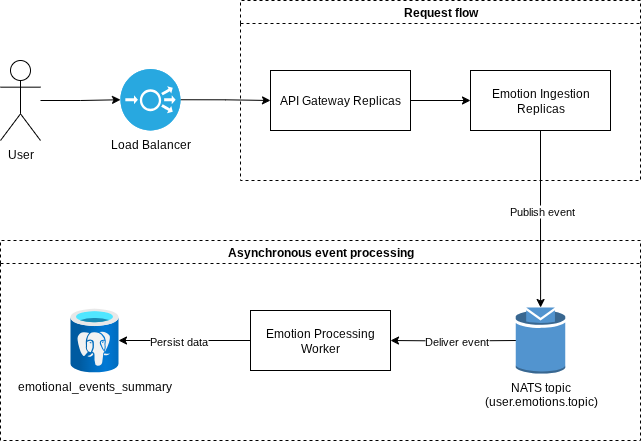 Request flow
User
Load Balancer
API Gateway Replicas
Emotion Ingestion
Replicas
Publish event
Asynchronous event processing
emotional_events_summary
Persist data
Emotion Processing
Worker
Deliver event
NATS topic
(user.emotions.topic)